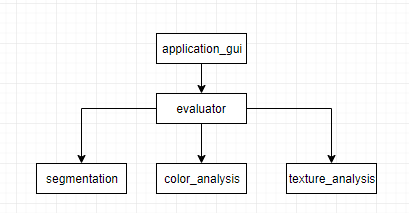 application_gui
evaluator
segmentation
color_analysis
texture_analysis